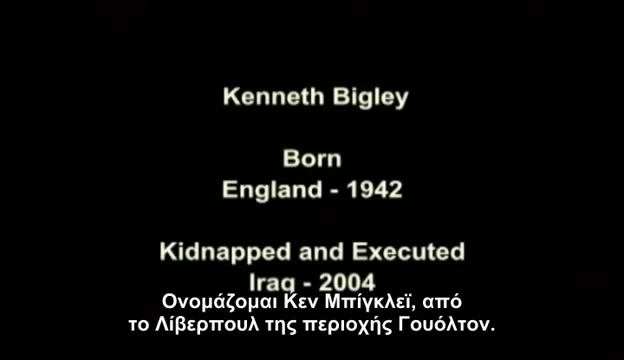 Kenneth Bigley
Born
England - 1942
Kidnapped and Executed
Iraq - 2004
Ονομάζομαι Κεν Μπίγκλεϊ, από
το Λίβερπουλ της περιοχής Γουόλτον.